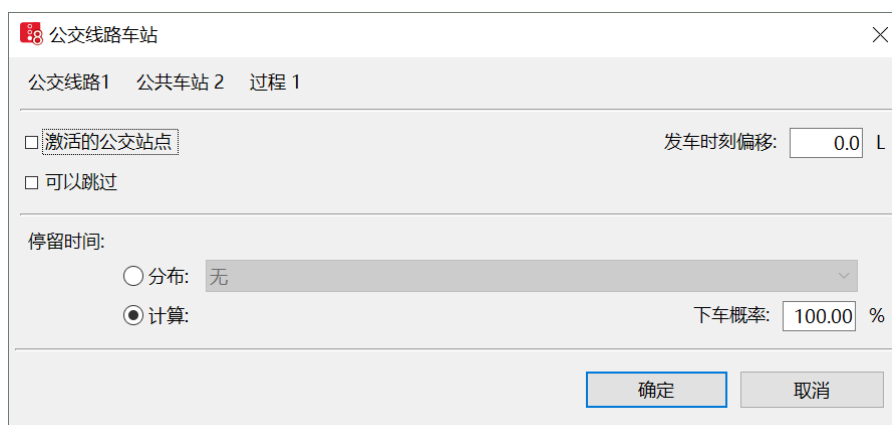 公交线路车站
公交线路1 公共车站 2 过程 1
激活的公交站点 发车时刻偏移: 0.0 L
可以跳过
停留时间:
分布: 无
计算: 下车概率: 100.00 %
确定 取消